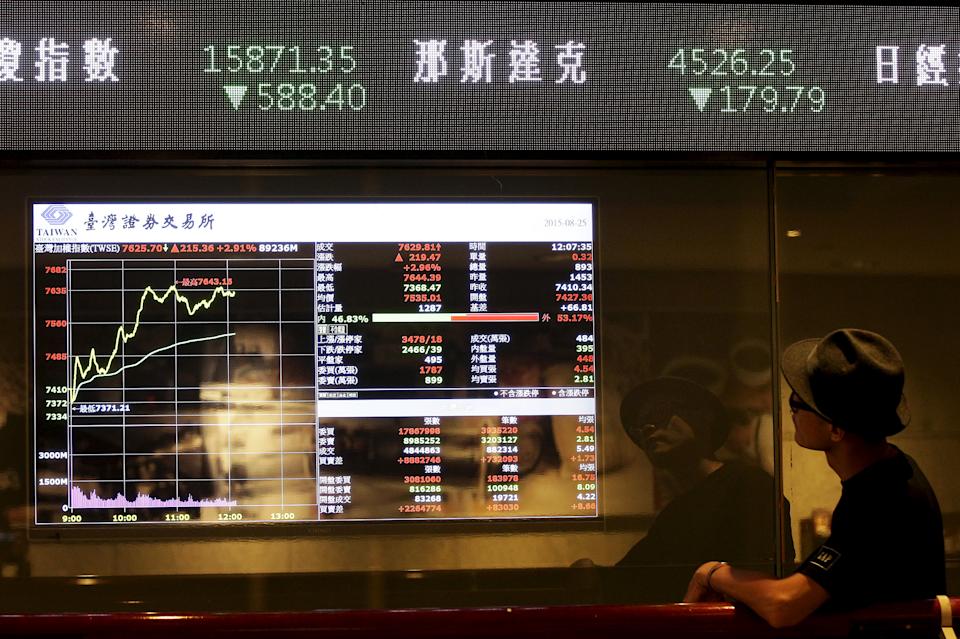 瓊指數 15871.35 ▼588.40 那斯達克 4526.25 ▼179.79 日經
TAIWAN 臺灣證券交易所 2015-08-25
臺灣加權指數(TWSE) 7625.70↓ ▲215.36 +2.91% 89236M
7682
7635
7560
7485
7410
7372
7334
←最高7643.15
←最低7371.21
3000M
1500M
0
9:00 10:00 11:00 12:00 13:00
成交 7629.81↑ 時間 12:07:35
漲跌 ▲ 219.47 單量 0.32
漲跌幅 +2.96% 總量 893
最高 7644.39 昨量 1453
最低 7368.47 昨收 7410.34
均價 7535.01 開盤 7427.36
估計量 1287 基差 +66.81
內 46.83% 外 53.17%
上漲/漲停家 3478/18 成交(萬張) 484
下跌/跌停家 2466/39 內盤量 395
平盤家 495 外盤量 448
委買(萬張) 1787 均買張 4.54
委賣(萬張) 899 均賣張 2.81
●不含漲跌停 ●含漲跌停
張數 筆數 均張
委買 17867998 3935220 4.54
委賣 8985252 3203127 2.81
成交 4844863 882314 5.49
買賣差 +8882746 +732093 +1.73
張數 筆數 均張
開盤委買 3081060 183978 16.75
開盤委賣 816286 100948 8.09
開盤成交 83268 19721 4.22
買賣差 +2264774 +83030 +8.66